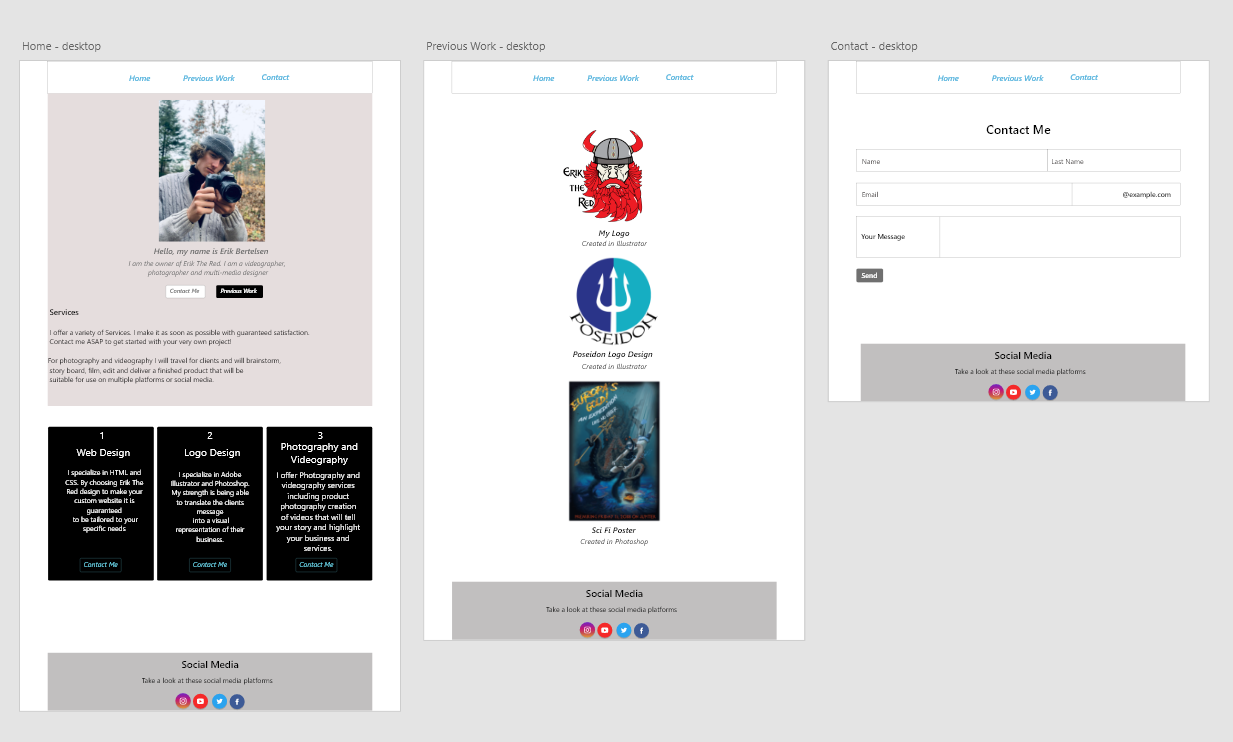 Home - desktop
Home Previous Work Contact
Hello, my name is Erik Bertelsen
I am the owner of Erik The Red. I am a videographer,
photographer and multi-media designer
Contact Me Previous Work
Services
I offer a variety of Services. I make it as soon as possible with guaranteed satisfaction.
Contact me ASAP to get started with your very own project!
For photography and videography I will travel for clients and will brainstorm,
story board, film, edit and deliver a finished product that will be
suitable for use on multiple platforms or social media.
1
Web Design
I specialize in HTML and
CSS. By choosing Erik The
Red design to make your
custom website it is
guaranteed
to be tailored to your
specific needs
Contact Me
2
Logo Design
I specialize in Adobe
Illustrator and Photoshop.
My strength is being able
to translate the clients
message
into a visual
representation of their
business.
Contact Me
3
Photography and
Videography
I offer Photography and
videography services
including product
photography creation
of videos that will tell
your story and highlight
your business and
services.
Contact Me
Social Media
Take a look at these social media platforms
Previous Work - desktop
Home Previous Work Contact
Erik
the
Red
My Logo
Created in Illustrator
POSEIDON
Poseidon Logo Design
Created in Illustrator
EUROPA'S
GOLD!
AN EXPEDITION
Sci Fi Poster
Created in Photoshop
Social Media
Take a look at these social media platforms
Contact - desktop
Home Previous Work Contact
Contact Me
Name Last Name
Email @example.com
Your Message
Send
Social Media
Take a look at these social media platforms